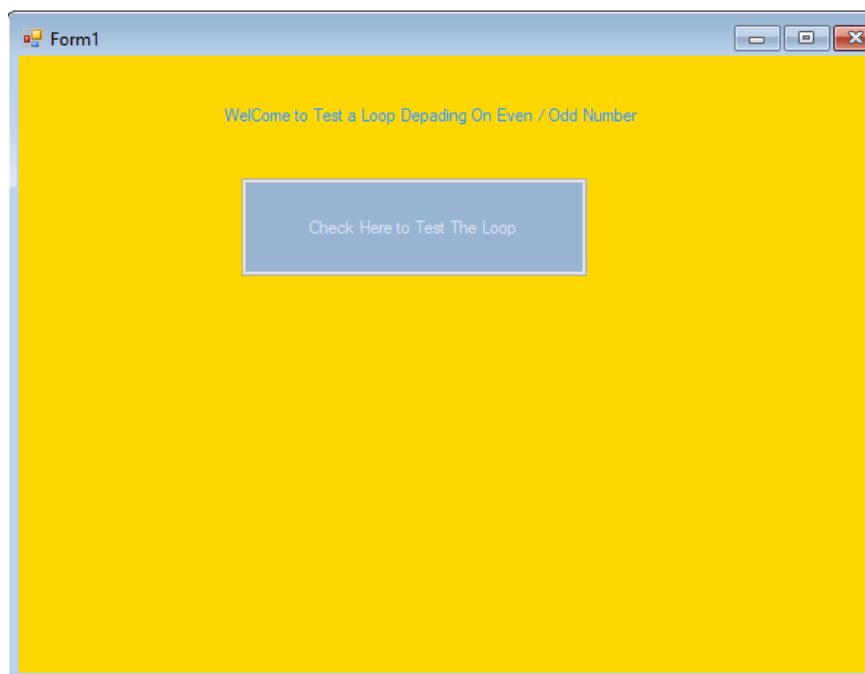 Form1
WelCome to Test a Loop Depading On Even / Odd Number
Check Here to Test The Loop